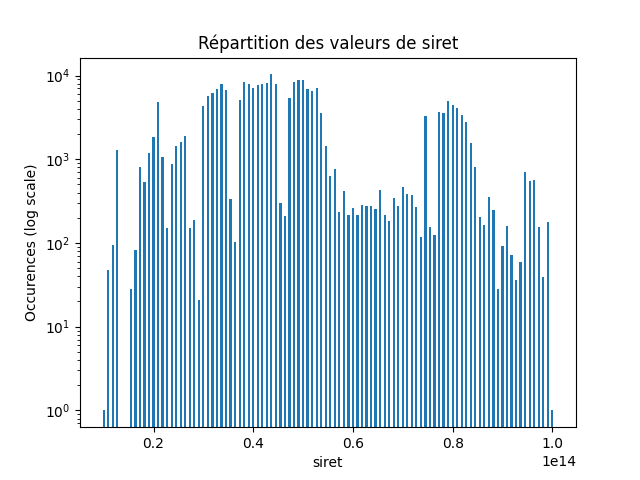 Répartition des valeurs de siret
Occurences (log scale)
10⁴
10³
10²
10¹
10⁰
0.2 0.4 0.6 0.8 1.0
1e14
siret